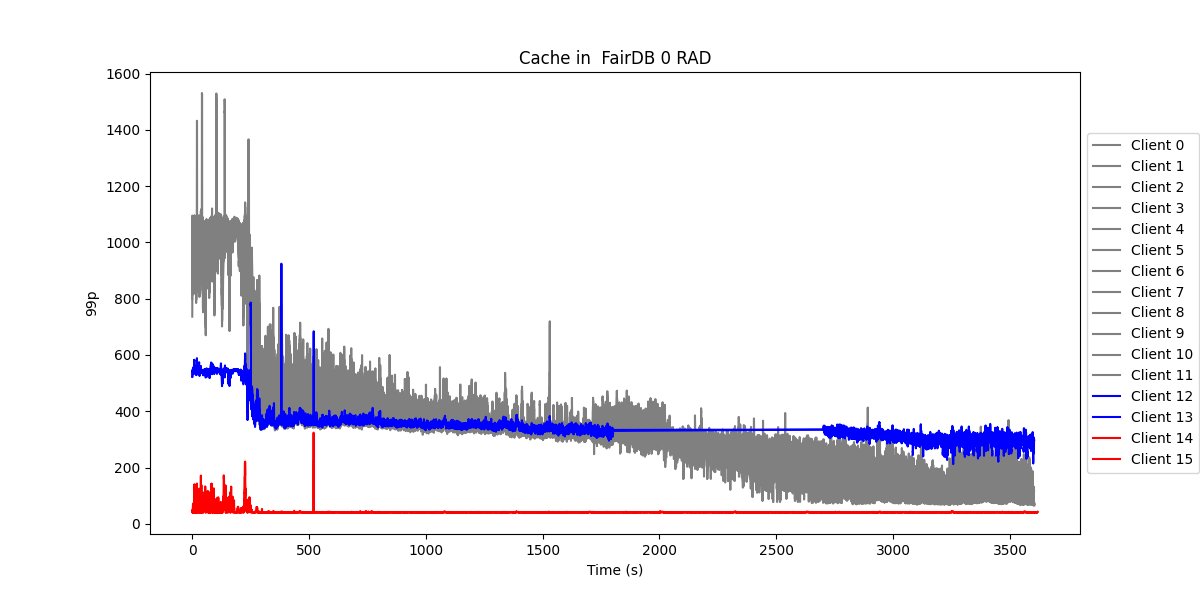 Cache in  FairDB 0 RAD
99p
1600
1400
1200
1000
800
600
400
200
0
0
500
1000
1500
2000
2500
3000
3500
Time (s)
Client 0
Client 1
Client 2
Client 3
Client 4
Client 5
Client 6
Client 7
Client 8
Client 9
Client 10
Client 11
Client 12
Client 13
Client 14
Client 15